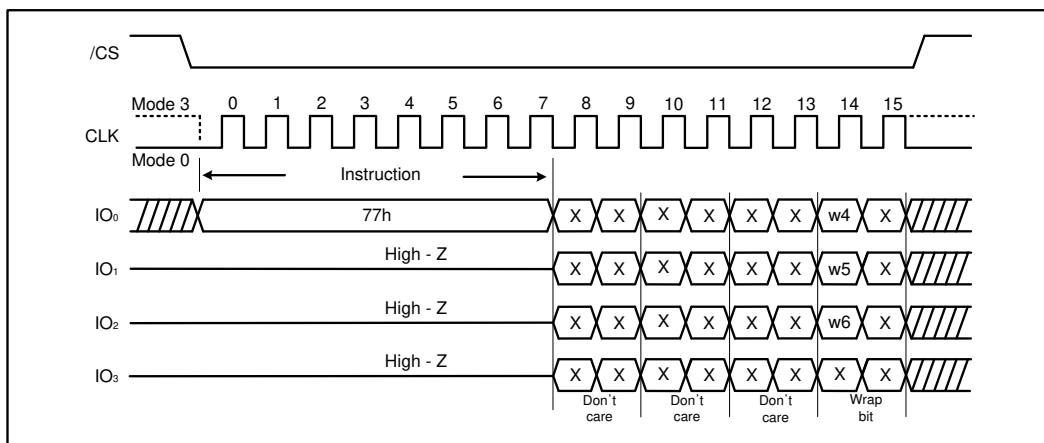 /CS
Mode 3 0 1 2 3 4 5 6 7 8 9 10 11 12 13 14 15
CLK
Mode 0
Instruction
IO₀ 77h X X X X X X w4 X
High - Z
IO₁ X X X X X X w5 X
High - Z
IO₂ X X X X X X w6 X
High - Z
IO₃ X X X X X X X X
Don't Don't Don't Wrap
care care care bit